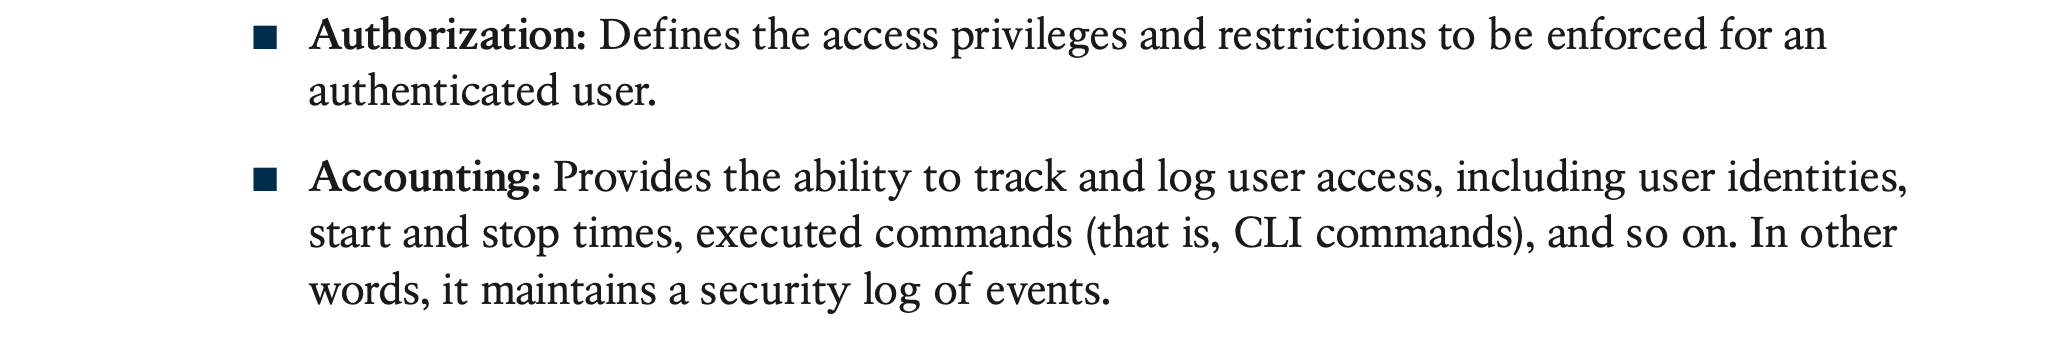 ■ Authorization: Defines the access privileges and restrictions to be enforced for an
authenticated user.
■ Accounting: Provides the ability to track and log user access, including user identities,
start and stop times, executed commands (that is, CLI commands), and so on. In other
words, it maintains a security log of events.